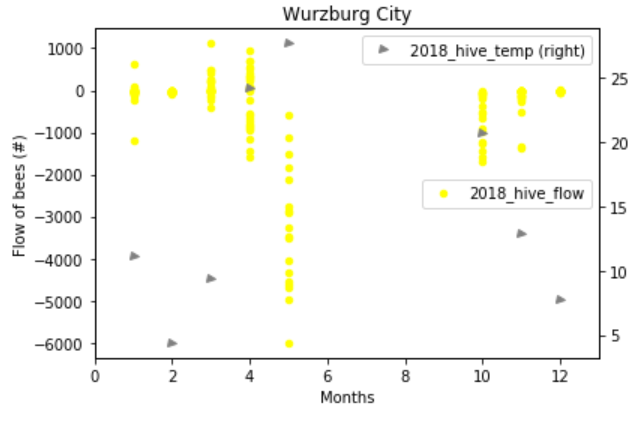 Wurzburg City
2018_hive_temp (right)
2018_hive_flow
Flow of bees (#)
1000
0
−1000
−2000
−3000
−4000
−5000
−6000
25
20
15
10
5
0 2 4 6 8 10 12
Months